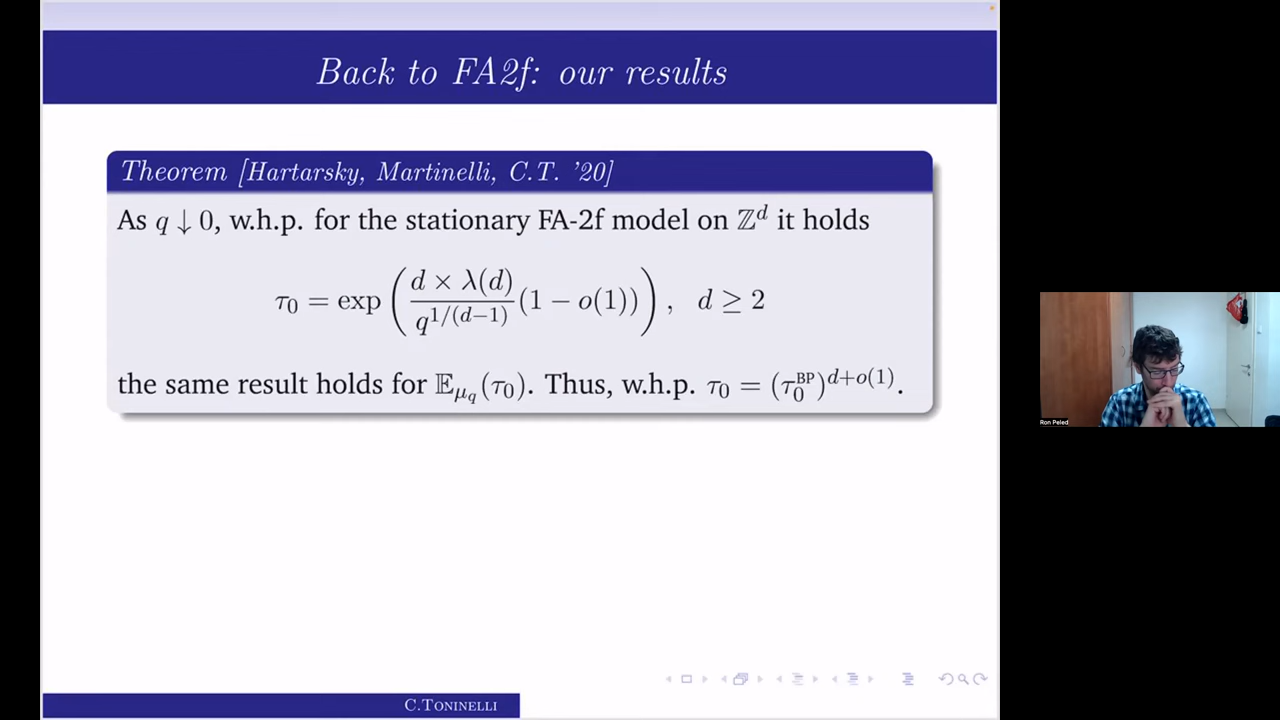 Back to FA2f: our results
Theorem [Hartarsky, Martinelli, C.T. '20]
As q ↓ 0, w.h.p. for the stationary FA-2f model on ℤ^d it holds
τ_0 = exp ( (d × λ(d)) / q^{1/(d−1)} (1 − o(1)) ) , d ≥ 2
the same result holds for 𝔼_{μ_q}(τ_0). Thus, w.h.p. τ_0 = (τ_0^{BP})^{d+o(1)}.
Ron Peled
C.Toninelli